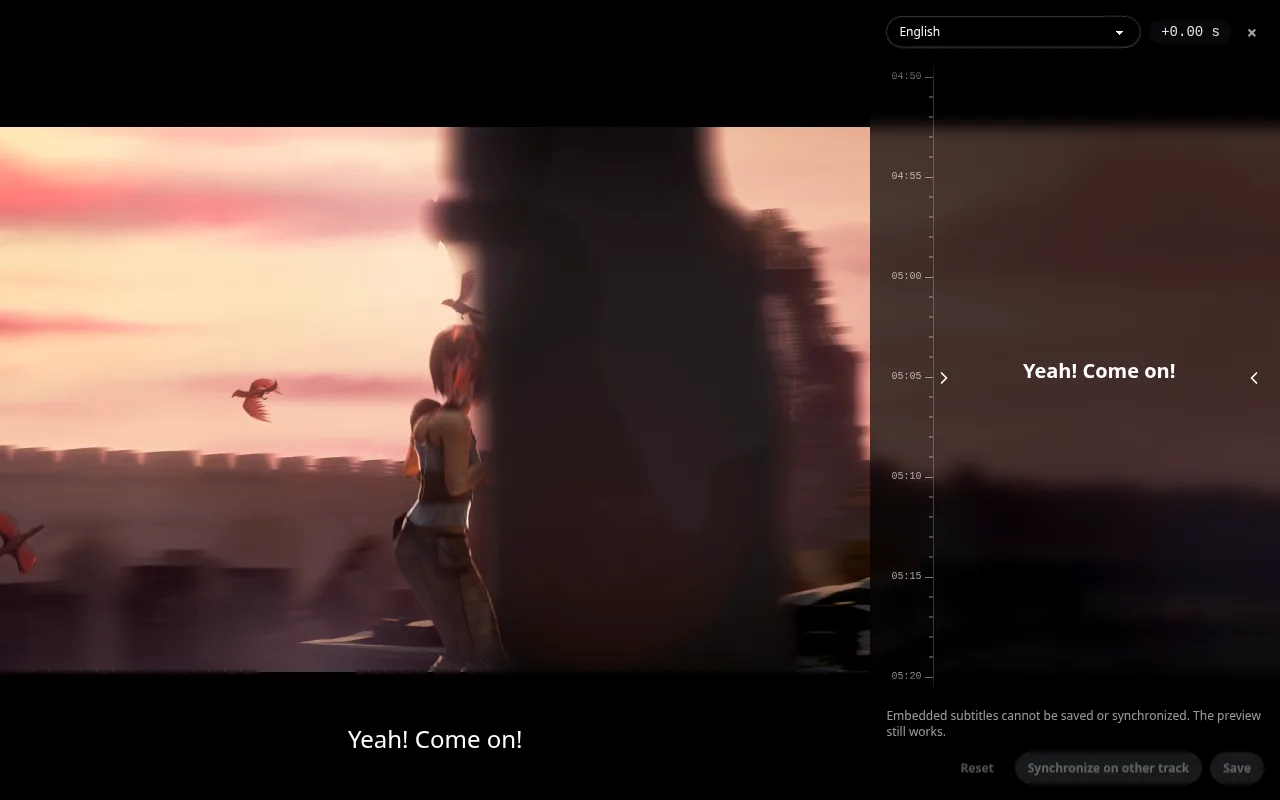 English
+0.00 s
×
04:50
04:55
05:00
05:05
05:10
05:15
05:20
Yeah! Come on!
Yeah! Come on!
Embedded subtitles cannot be saved or synchronized. The preview
still works.
Reset
Synchronize on other track
Save